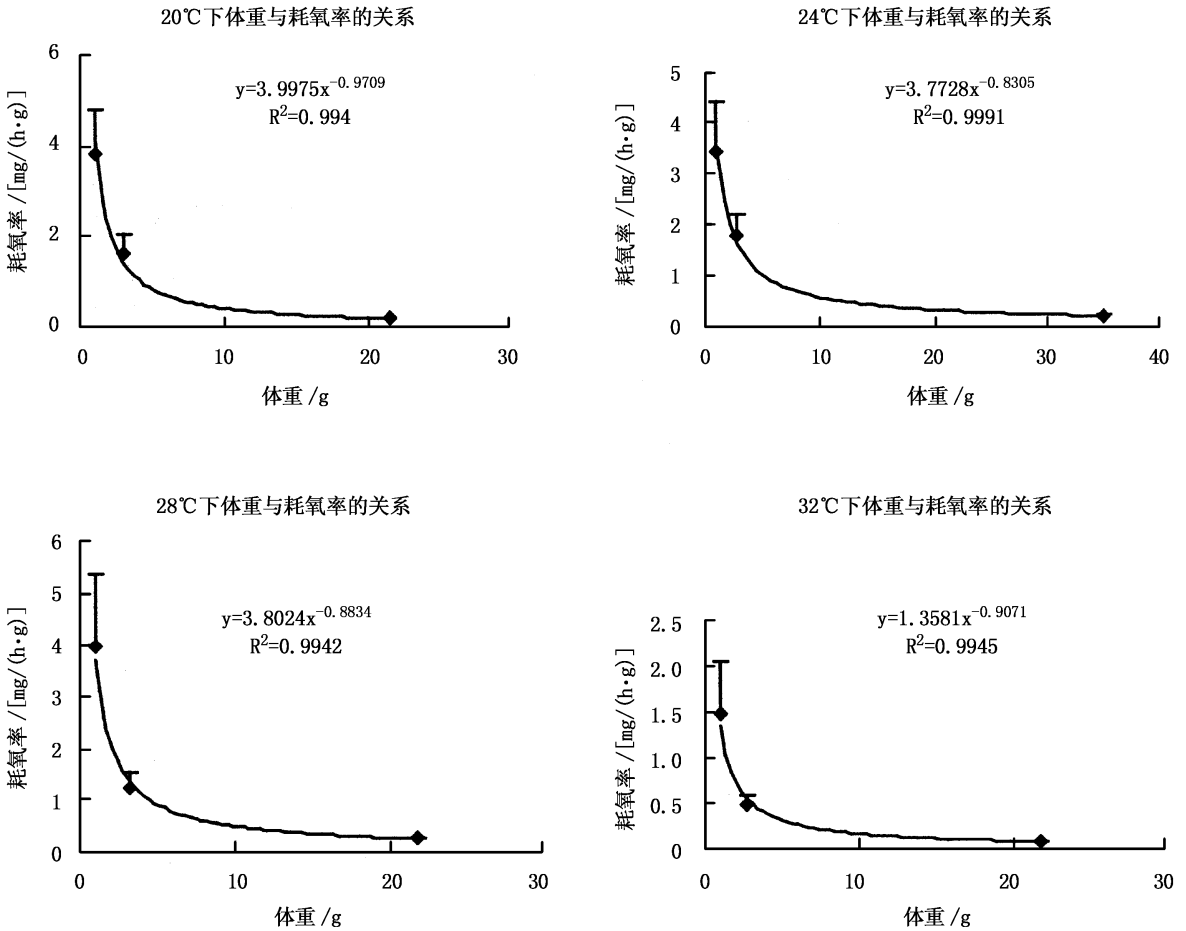 20℃下体重与耗氧率的关系
6
4
2
0
耗氧率/[mg/(h·g)]
y=3.9975x^-0.9709
R²=0.994
0 10 20 30
体重/g
24℃下体重与耗氧率的关系
5
4
3
2
1
0
耗氧率/[mg/(h·g)]
y=3.7728x^-0.8305
R²=0.9991
0 10 20 30 40
体重/g
28℃下体重与耗氧率的关系
6
5
4
3
2
1
0
耗氧率/[mg/(h·g)]
y=3.8024x^-0.8834
R²=0.9942
0 10 20 30
体重/g
32℃下体重与耗氧率的关系
2.5
2.0
1.5
1.0
0.5
0
耗氧率/[mg/(h·g)]
y=1.3581x^-0.9071
R²=0.9945
0 10 20 30
体重/g